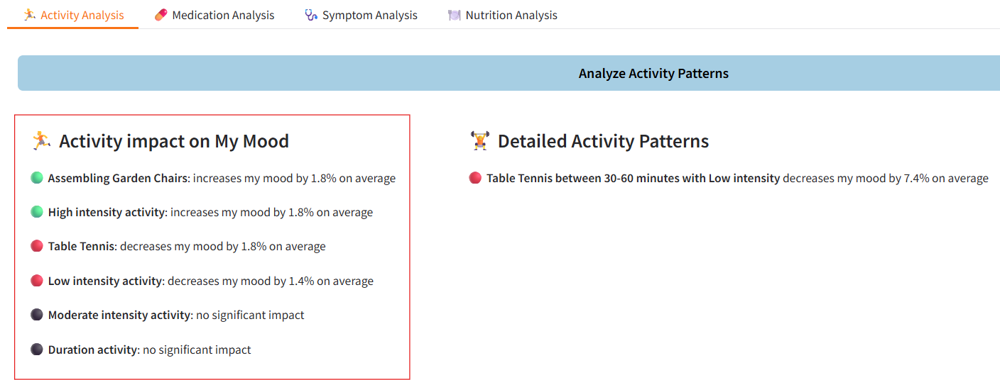 Activity Analysis Medication Analysis Symptom Analysis Nutrition Analysis
Analyze Activity Patterns
Activity impact on My Mood
Assembling Garden Chairs: increases my mood by 1.8% on average
High intensity activity: increases my mood by 1.8% on average
Table Tennis: decreases my mood by 1.8% on average
Low intensity activity: decreases my mood by 1.4% on average
Moderate intensity activity: no significant impact
Duration activity: no significant impact
Detailed Activity Patterns
Table Tennis between 30-60 minutes with Low intensity decreases my mood by 7.4% on average